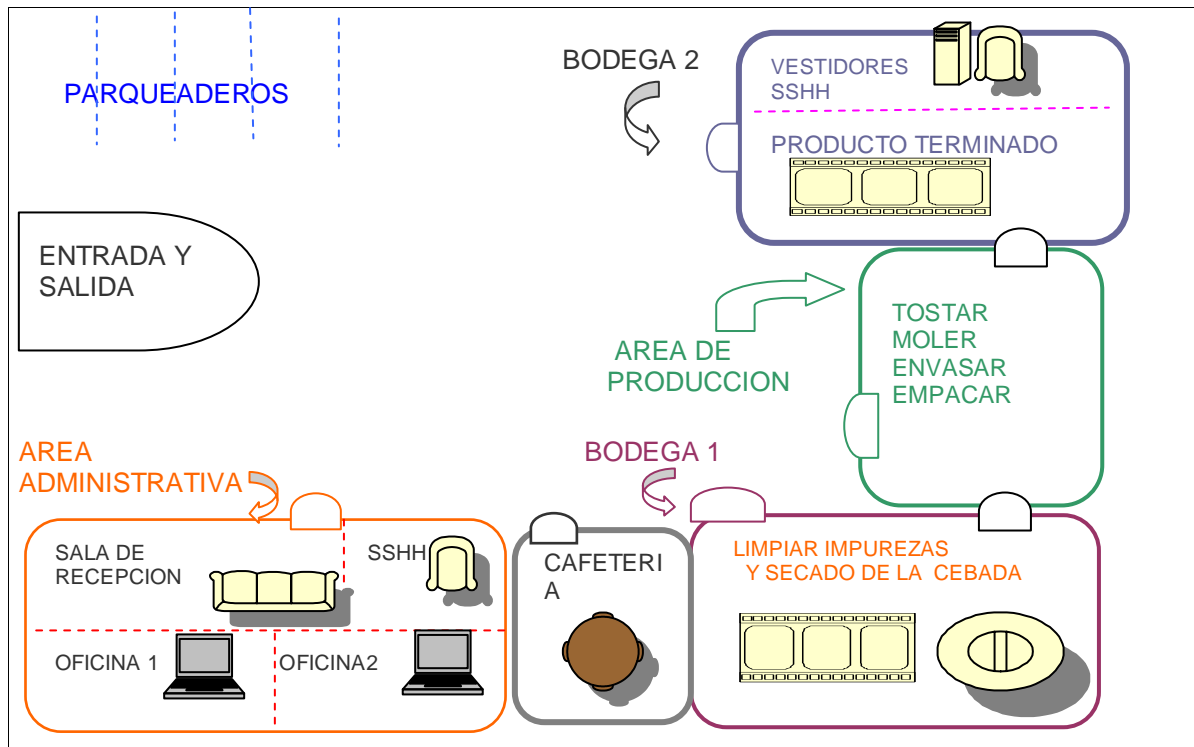 PARQUEADEROS
BODEGA 2
VESTIDORES
SSHH
PRODUCTO TERMINADO
ENTRADA Y
SALIDA
AREA DE
PRODUCCION
TOSTAR
MOLER
ENVASAR
EMPACAR
AREA
ADMINISTRATIVA
BODEGA 1
SALA DE
RECEPCION
SSHH
CAFETERI
A
LIMPIAR IMPUREZAS
Y SECADO DE LA CEBADA
OFICINA 1
OFICINA2